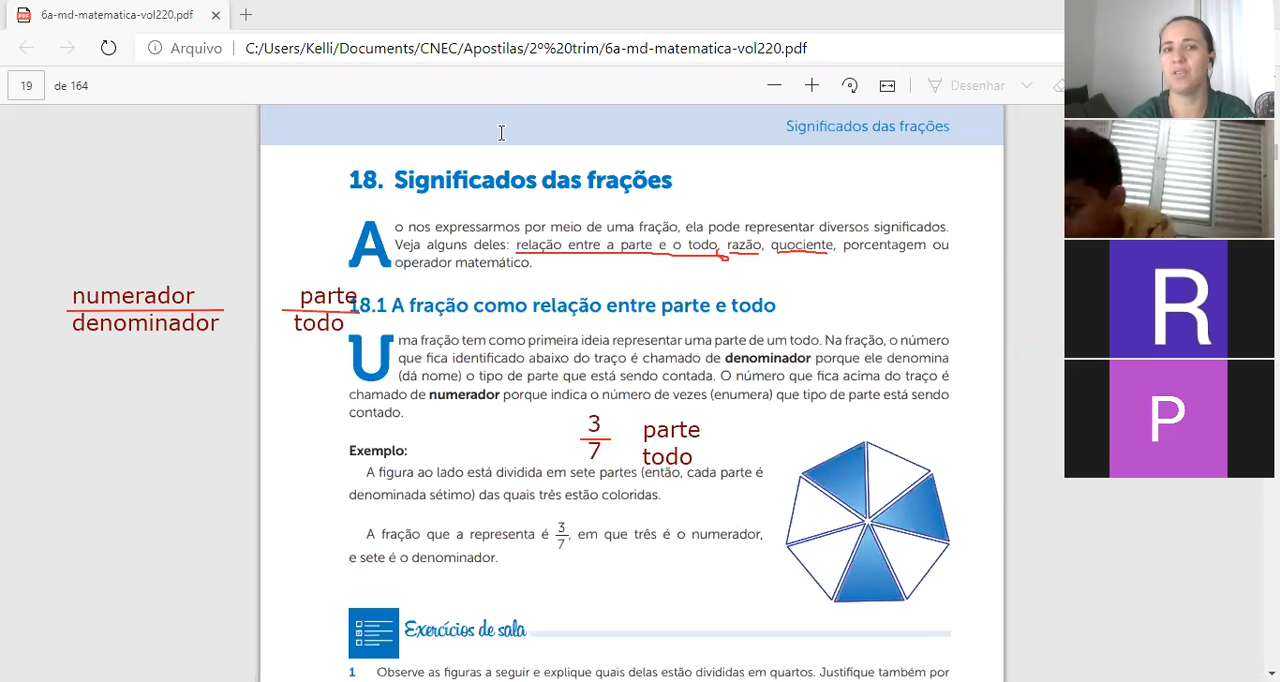 6a-md-matematica-vol220.pdf
Arquivo C:/Users/Kelli/Documents/CNEC/Apostilas/2º%20trim/6a-md-matematica-vol220.pdf
19 de 164 Desenhar
Significados das frações
18. Significados das frações
Ao nos expressarmos por meio de uma fração, ela pode representar diversos significados.
Veja alguns deles: relação entre a parte e o todo, razão, quociente, porcentagem ou
operador matemático.
numerador
denominador
parte
todo
18.1 A fração como relação entre parte e todo
Uma fração tem como primeira ideia representar uma parte de um todo. Na fração, o número
que fica identificado abaixo do traço é chamado de denominador porque ele denomina
(dá nome) o tipo de parte que está sendo contada. O número que fica acima do traço é
chamado de numerador porque indica o número de vezes (enumera) que tipo de parte está sendo
contado.
3 parte
7 todo
Exemplo:
A figura ao lado está dividida em sete partes (então, cada parte é
denominada sétimo) das quais três estão coloridas.
A fração que a representa é 3/7, em que três é o numerador,
e sete é o denominador.
Exercícios de sala
1 Observe as figuras a seguir e explique quais delas estão divididas em quartos. Justifique também por
R
P